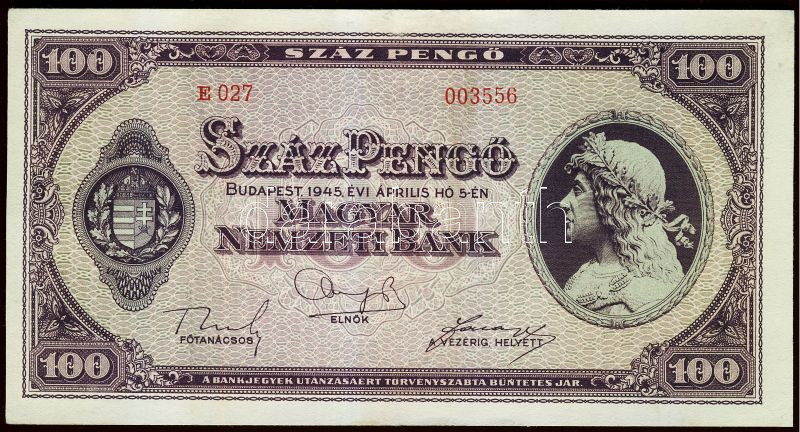 100 SZÁZ PENGŐ 100
E 027 003556
SZÁZ PENGŐ
BUDAPEST, 1945. ÉVI ÁPRILIS HÓ 5-ÉN
MAGYAR
NEMZETI BANK
FŐTANÁCSOS
ELNÖK
A VEZÉRIG. HELYETT
100 A BANKJEGYEK UTÁNZÁSÁÉRT TÖRVÉNYSZABTA BÜNTETÉS JÁR. 100